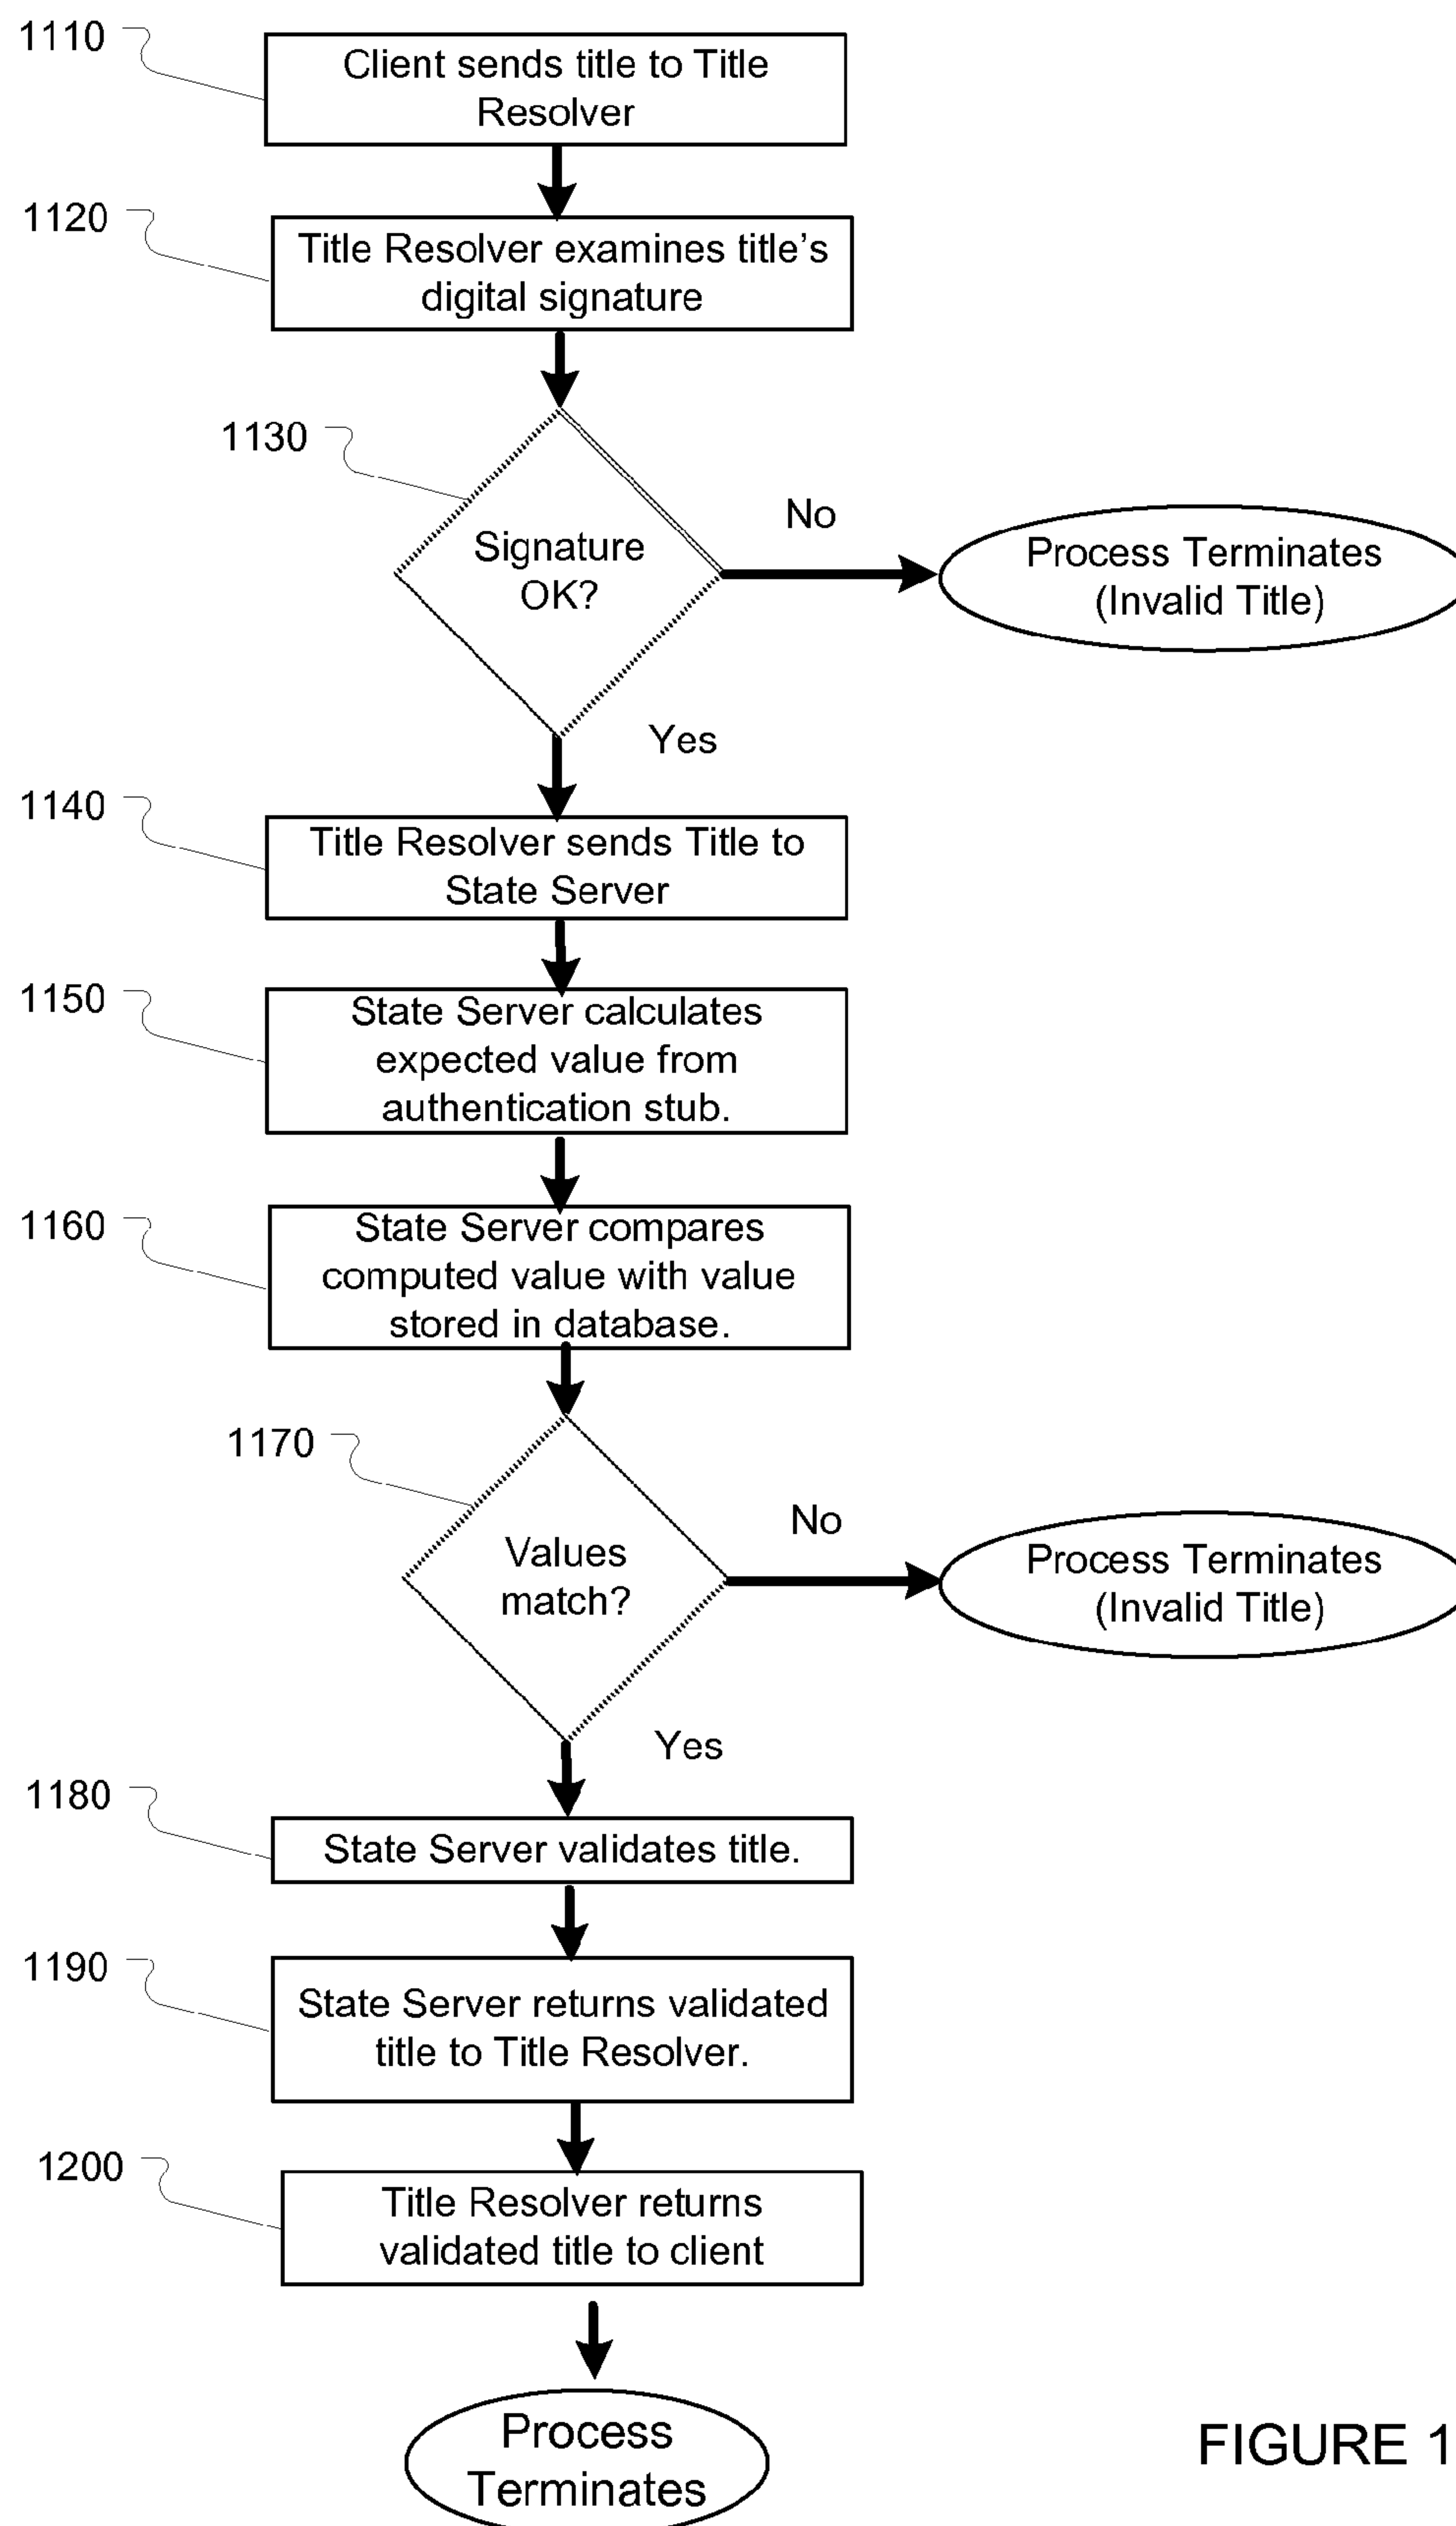 1110
Client sends title to Title
Resolver
1120
Title Resolver examines title's
digital signature
1130
Signature
OK?
No
Process Terminates
(Invalid Title)
Yes
1140
Title Resolver sends Title to
State Server
1150
State Server calculates
expected value from
authentication stub.
1160
State Server compares
computed value with value
stored in database.
1170
Values
match?
No
Process Terminates
(Invalid Title)
Yes
1180
State Server validates title.
1190
State Server returns validated
title to Title Resolver.
1200
Title Resolver returns
validated title to client
Process
Terminates
FIGURE 1